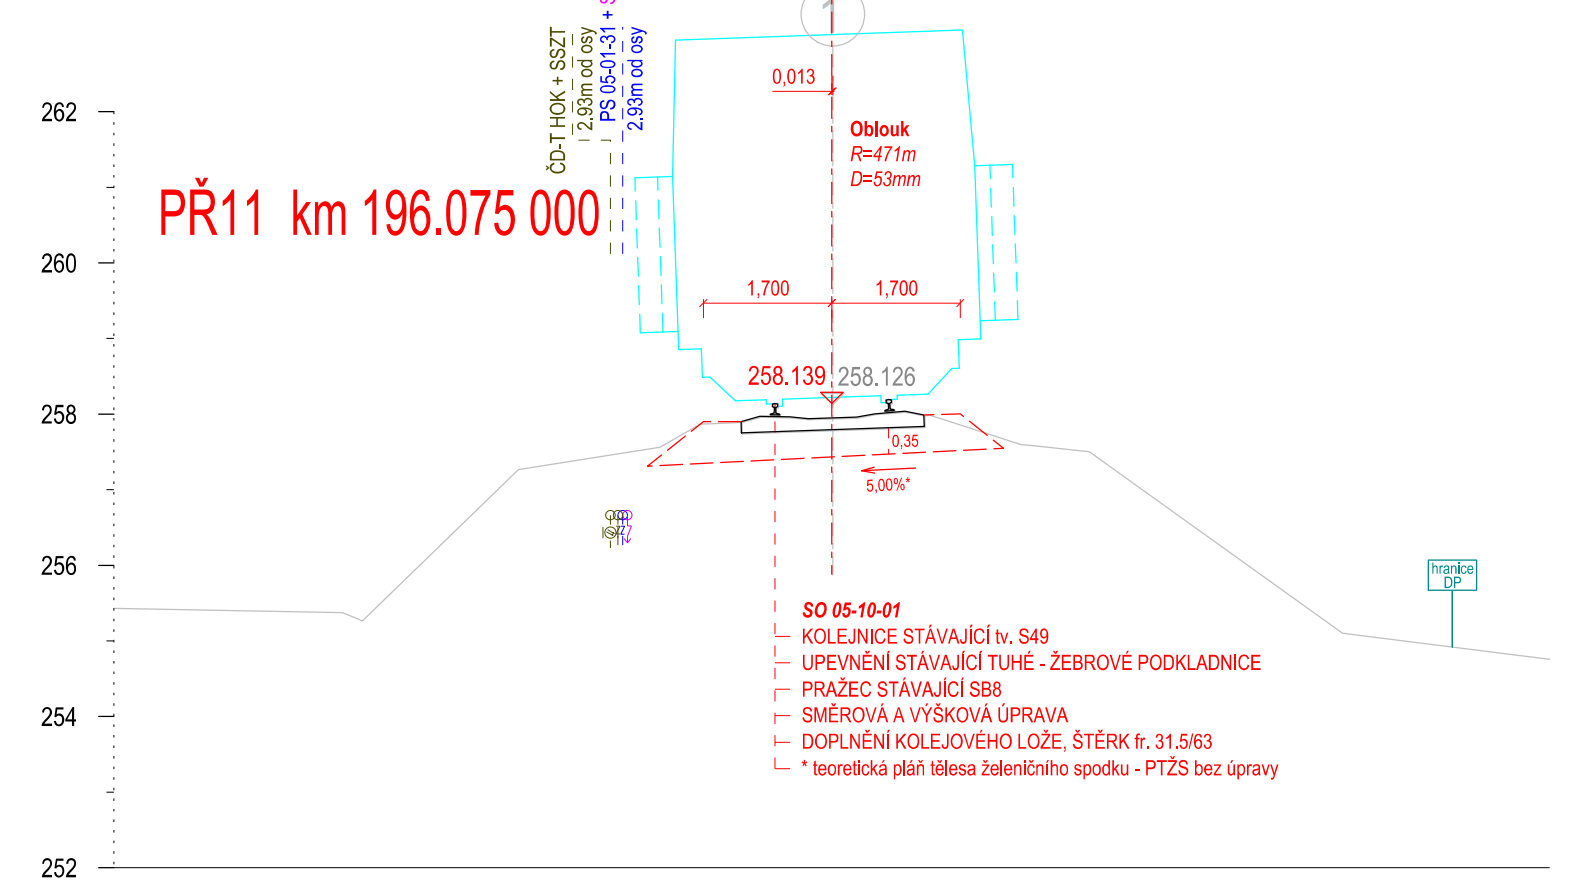 1
ČD-T HOK + SSZT
2.93m od osy
PS 05-01-31 +
2.93m od osy
0,013
262
Oblouk
R=471m
D=53mm
PŘ11 km 196.075 000
260
1,700 1,700
258.139 258.126
258
0,35
5,00%*
256
hranice
DP
SO 05-10-01
KOLEJNICE STÁVAJÍCÍ tv. S49
UPEVNĚNÍ STÁVAJÍCÍ TUHÉ - ŽEBROVÉ PODKLADNICE
PRAŽEC STÁVAJÍCÍ SB8
254
SMĚROVÁ A VÝŠKOVÁ ÚPRAVA
DOPLNĚNÍ KOLEJOVÉHO LOŽE, ŠTĚRK fr. 31.5/63
* teoretická pláň tělesa želeničního spodku - PTŽS bez úpravy
252